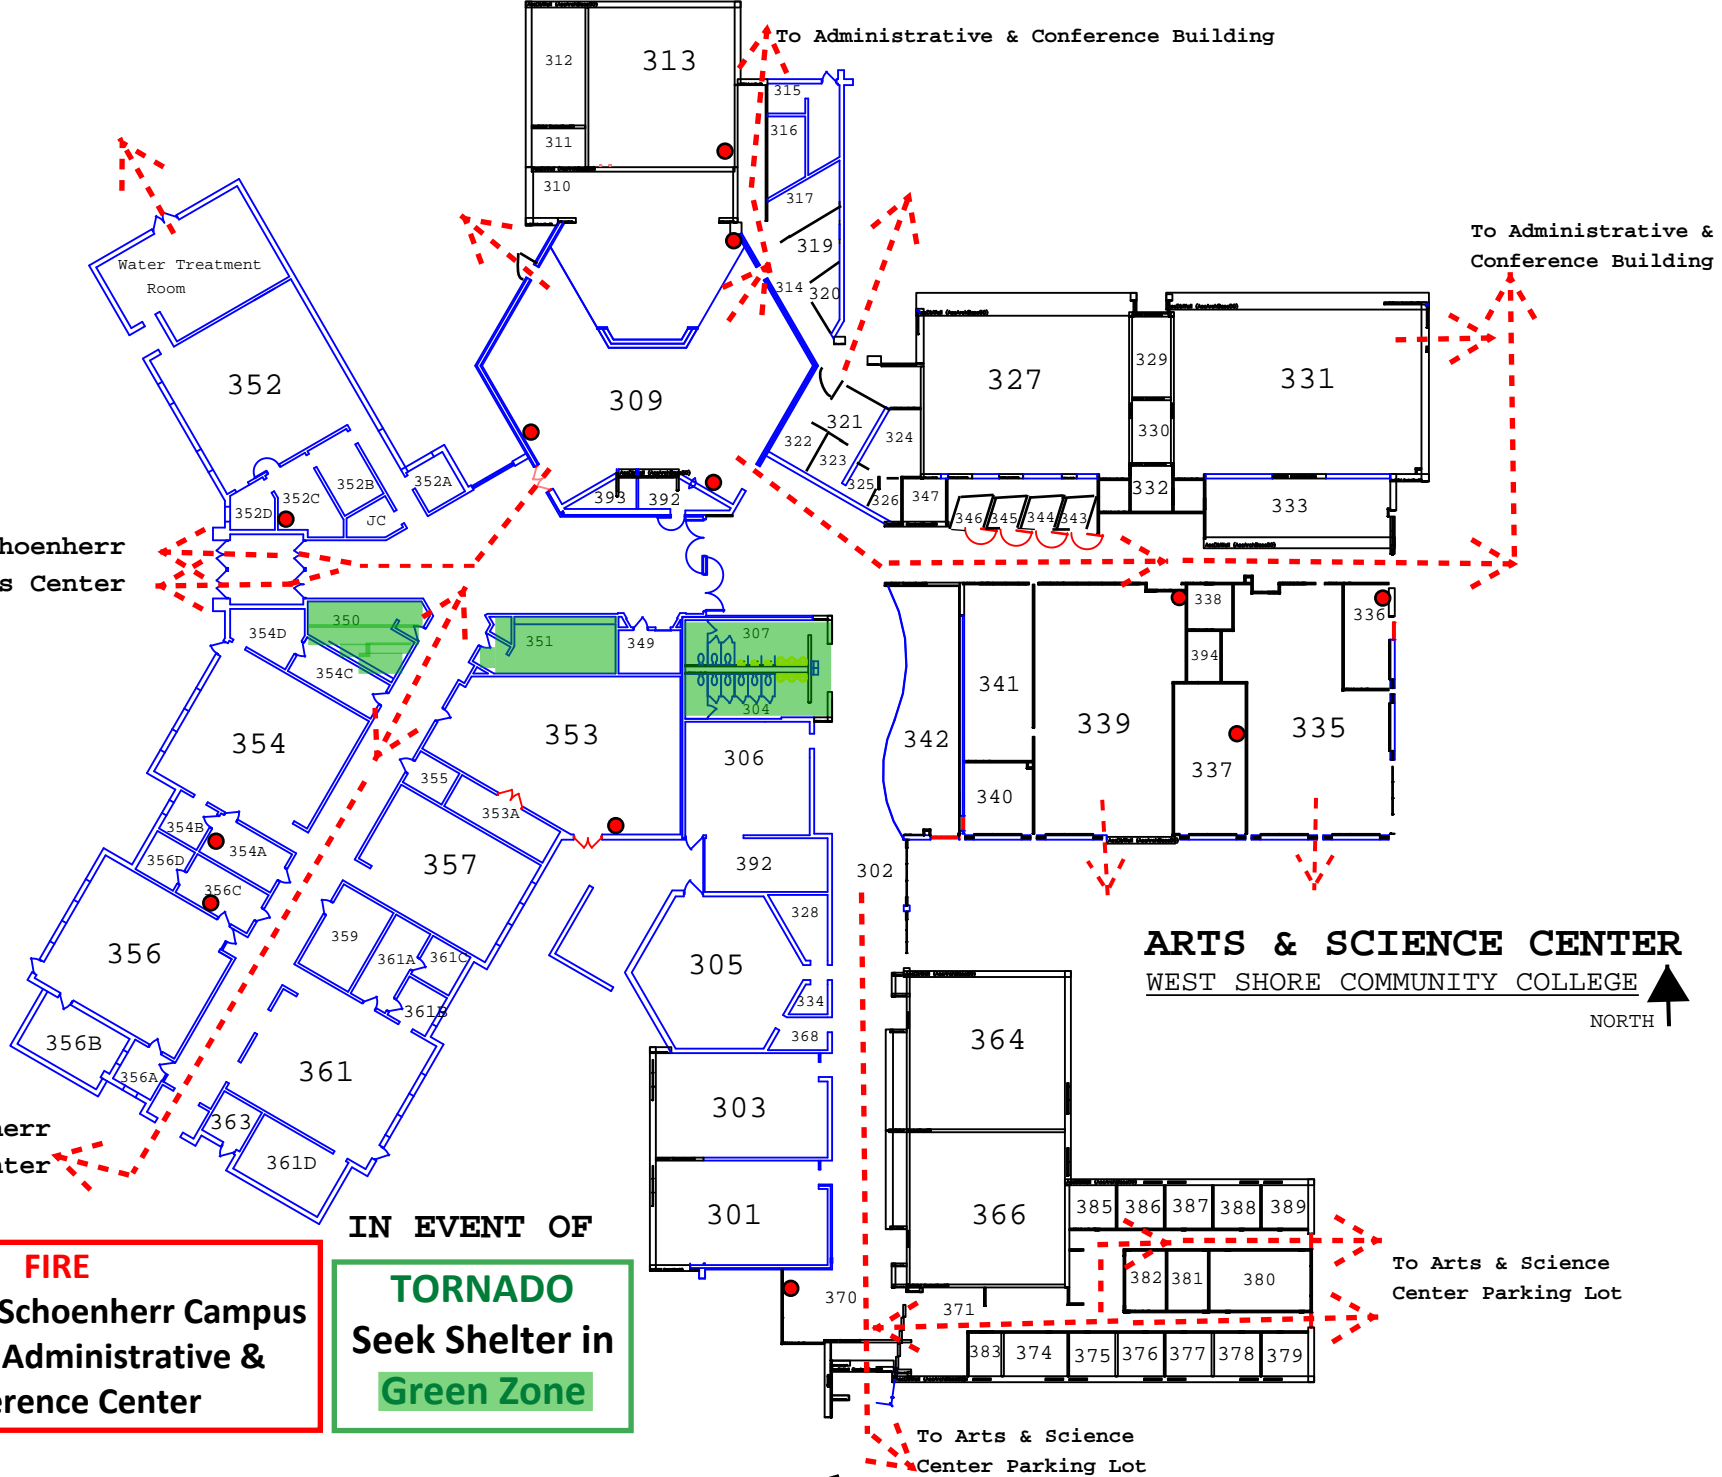 To Administrative & Conference Building
312
313
315
316
311
310
317
319
314
320
To Administrative &
Conference Building
Water Treatment
Room
352
309
327
329
331
330
321
322
323
324
325
326
347
332
333
346
345
344
343
352A
352B
352C
352D
JC
393
392
hoenherr
s Center
350
354D
354C
351
349
307
304
338
336
394
341
342
339
335
337
340
354
353
306
355
353A
354B
354A
356D
356C
357
392
302
328
305
334
368
356
359
361A
361C
361B
356B
356A
361
363
361D
ARTS & SCIENCE CENTER
WEST SHORE COMMUNITY COLLEGE
NORTH
364
303
366
301
385
386
387
388
389
382
381
380
370
371
383
374
375
376
377
378
379
To Arts & Science
Center Parking Lot
To Arts & Science
Center Parking Lot
herr
nter
IN EVENT OF
FIRE
Schoenherr Campus
Administrative &
erence Center
TORNADO
Seek Shelter in
Green Zone